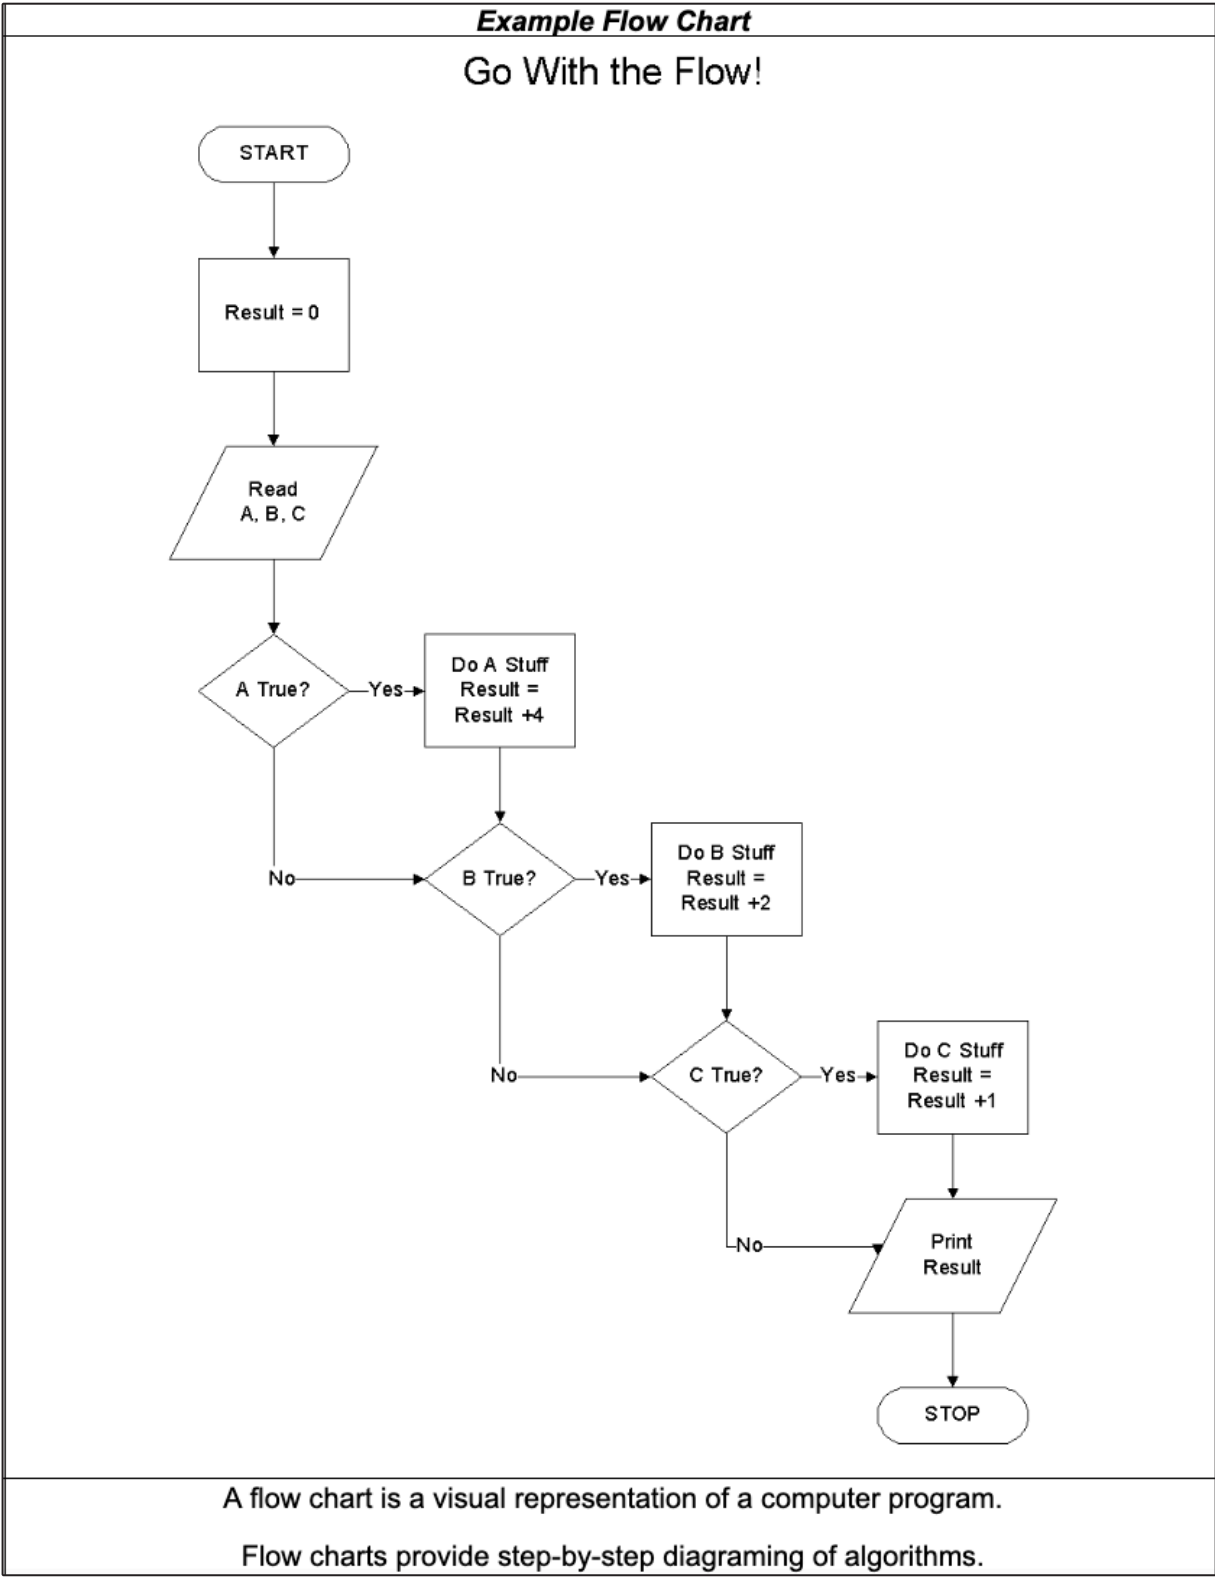 Example Flow Chart
Go With the Flow!
START
Result = 0
Read
A, B, C
A True?
Yes
Do A Stuff
Result =
Result +4
No
B True?
Yes
Do B Stuff
Result =
Result +2
No
C True?
Yes
Do C Stuff
Result =
Result +1
No
Print
Result
STOP
A flow chart is a visual representation of a computer program.
Flow charts provide step-by-step diagraming of algorithms.